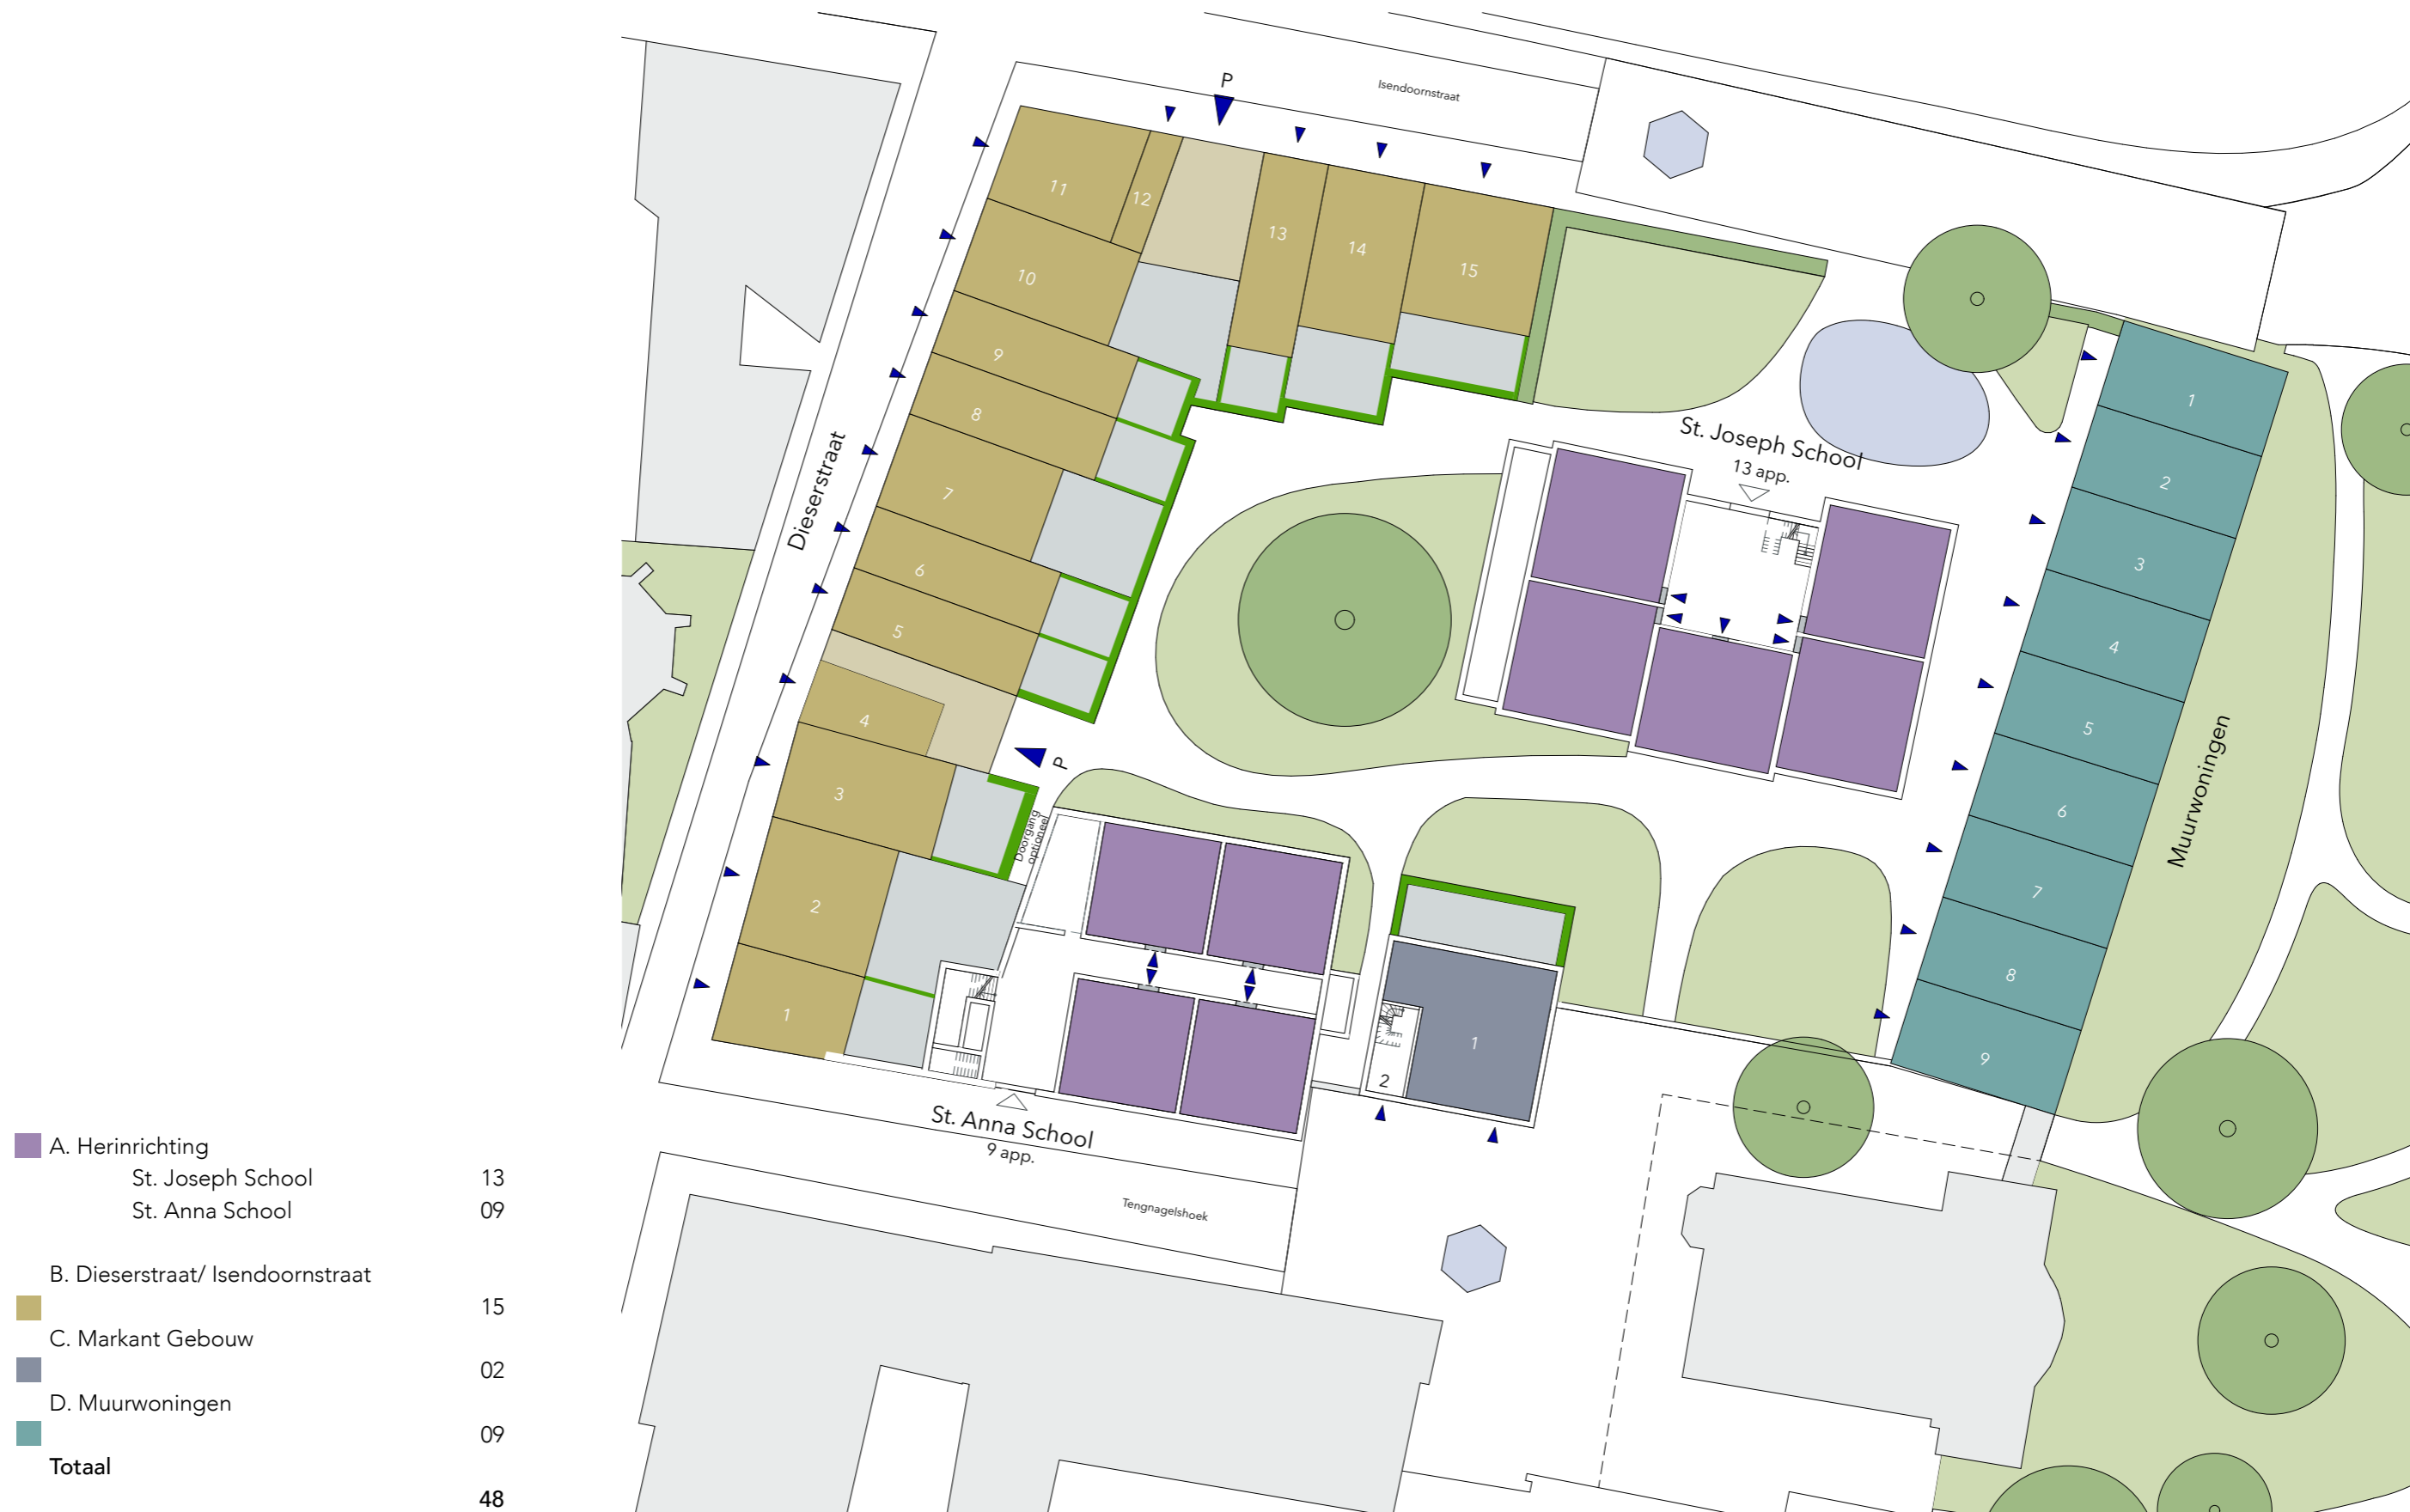 P
Isendoornstraat
11
12
13
14
15
10
9
8
7
6
5
4
3
2
1
Dieserstraat
P
Doorgang
optioneel
St. Joseph School
13 app.
1
2
3
4
5
6
7
8
9
Muurwoningen
1
2
St. Anna School
9 app.
Tengnagelshoek
A. Herinrichting
St. Joseph School 13
St. Anna School 09
B. Dieserstraat/ Isendoornstraat
15
C. Markant Gebouw
02
D. Muurwoningen
09
Totaal
48